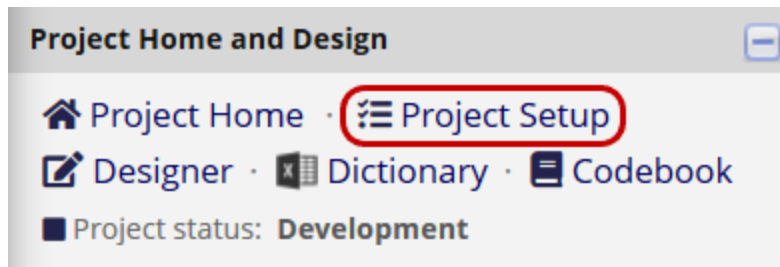 Project Home and Design
Project Home · Project Setup
Designer · Dictionary · Codebook
Project status: Development